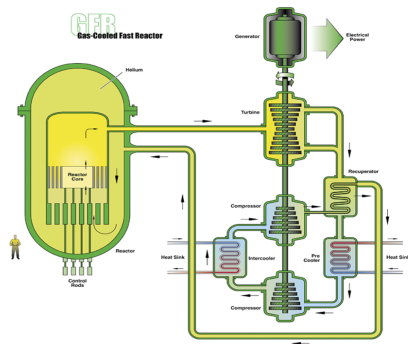 GFR
Gas-Cooled Fast Reactor
Generator
Electrical
Power
Helium
Turbine
Reactor
Core
Recuperator
Compressor
Heat Sink
Intercooler
Pre
Cooler
Heat Sink
Reactor
Control
Rods
Compressor